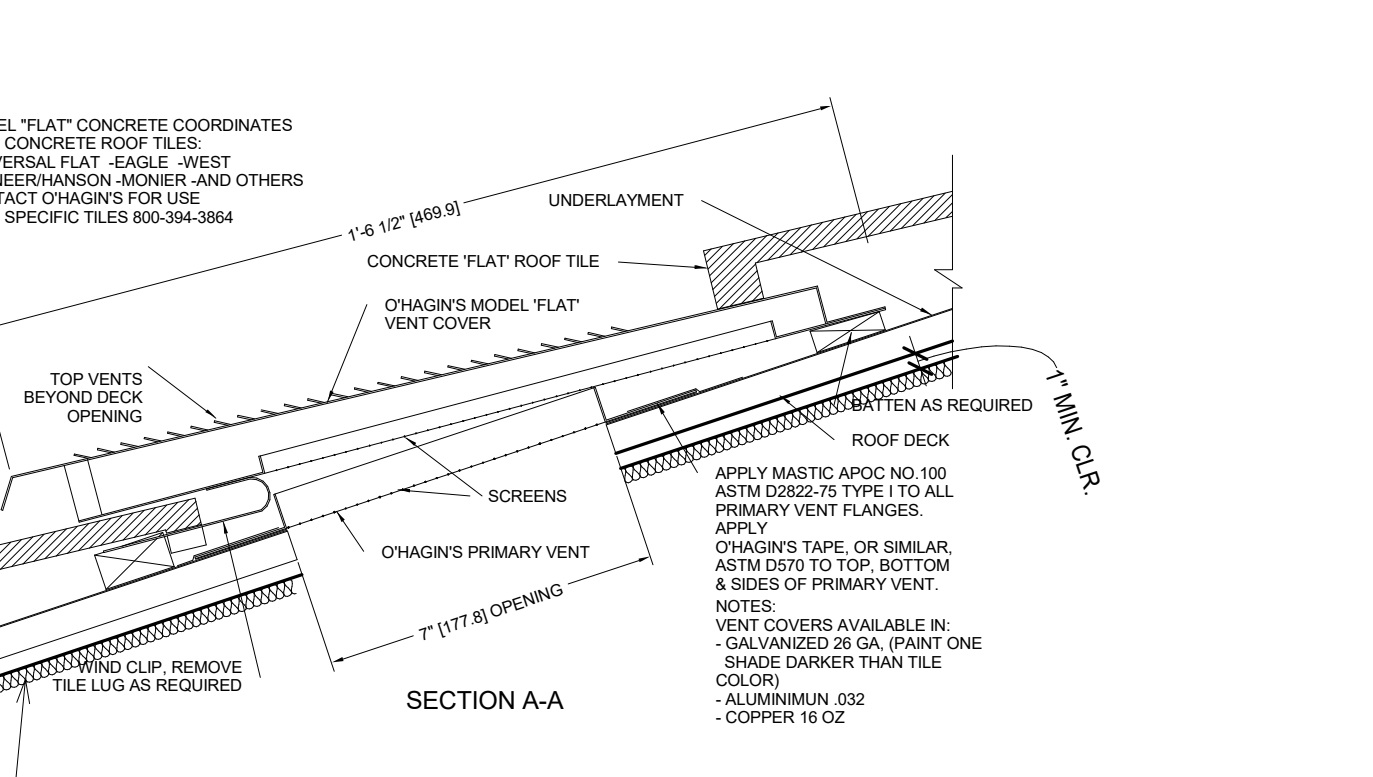 EL "FLAT" CONCRETE COORDINATES
CONCRETE ROOF TILES:
VERSAL FLAT -EAGLE -WEST
NEER/HANSON -MONIER -AND OTHERS
TACT O'HAGIN'S FOR USE
SPECIFIC TILES 800-394-3864
1'-6 1/2" [469.9]
UNDERLAYMENT
CONCRETE 'FLAT' ROOF TILE
O'HAGIN'S MODEL 'FLAT'
VENT COVER
TOP VENTS
BEYOND DECK
OPENING
BATTEN AS REQUIRED
1" MIN. CLR.
ROOF DECK
SCREENS
O'HAGIN'S PRIMARY VENT
APPLY MASTIC APOC NO.100
ASTM D2822-75 TYPE I TO ALL
PRIMARY VENT FLANGES.
APPLY
O'HAGIN'S TAPE, OR SIMILAR,
ASTM D570 TO TOP, BOTTOM
& SIDES OF PRIMARY VENT.
NOTES:
VENT COVERS AVAILABLE IN:
- GALVANIZED 26 GA, (PAINT ONE
SHADE DARKER THAN TILE
COLOR)
- ALUMINIMUN .032
- COPPER 16 OZ
7" [177.8] OPENING
WIND CLIP, REMOVE
TILE LUG AS REQUIRED
SECTION A-A